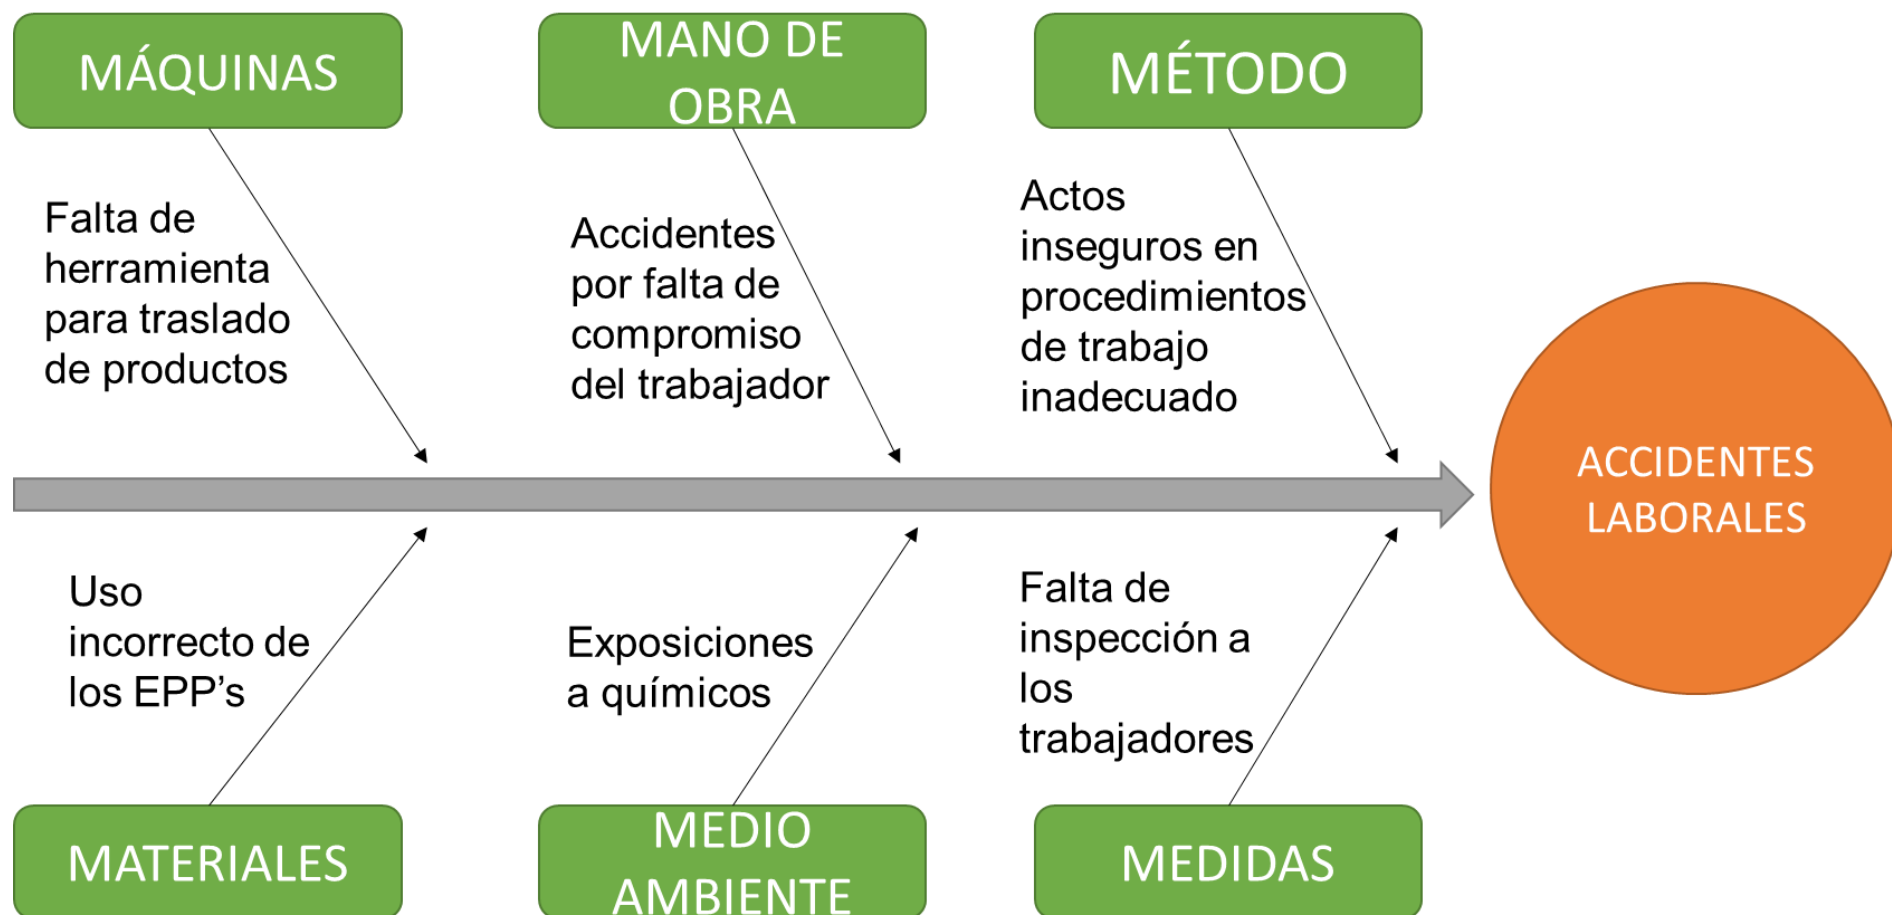 MÁQUINAS
MANO DE
OBRA
MÉTODO
Falta de
herramienta
para traslado
de productos
Accidentes
por falta de
compromiso
del trabajador
Actos
inseguros en
procedimientos
de trabajo
inadecuado
ACCIDENTES
LABORALES
Uso
incorrecto de
los EPP’s
Exposiciones
a químicos
Falta de
inspección a
los
trabajadores
MATERIALES
MEDIO
AMBIENTE
MEDIDAS